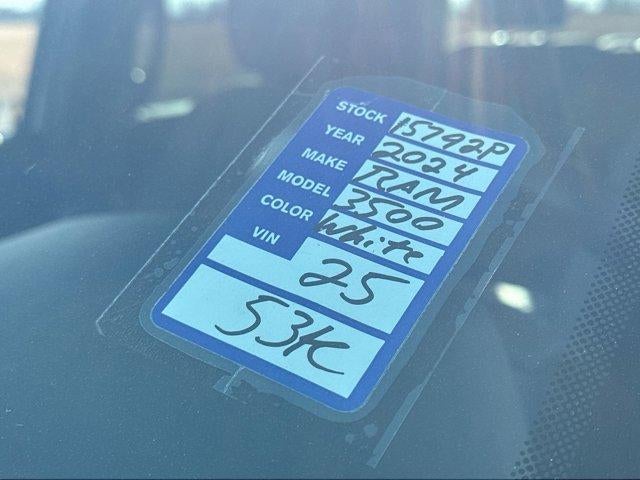 STOCK 15792P
YEAR 2024
MAKE RAM
MODEL 3500
COLOR White
VIN 25
53K